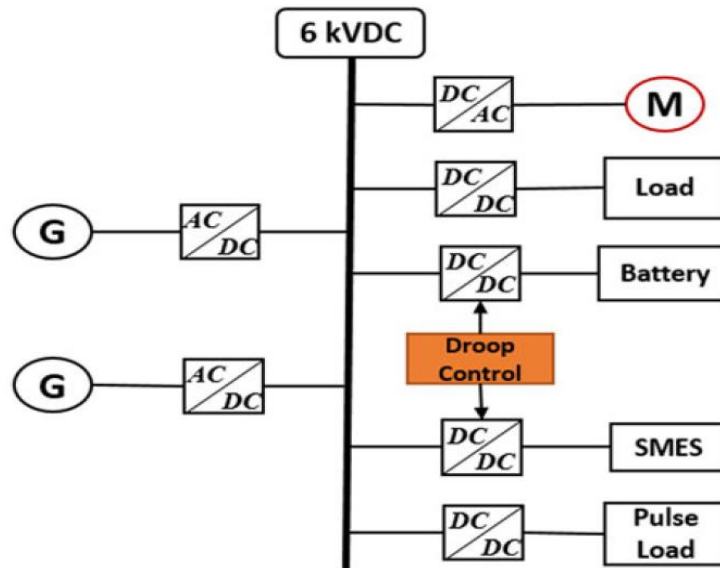 6 kVDC
DC
AC
M
DC
DC
Load
G
AC
DC
DC
DC
Battery
Droop
Control
G
AC
DC
DC
DC
SMES
DC
DC
Pulse
Load